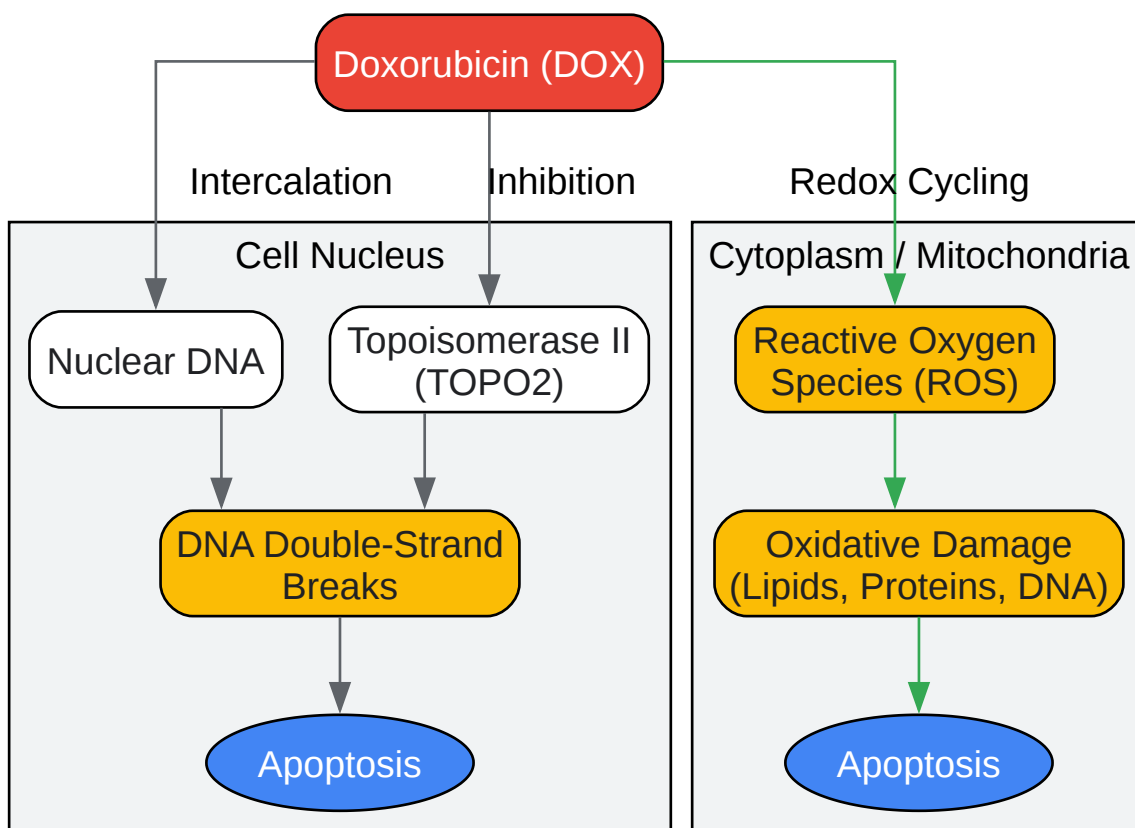 Doxorubicin (DOX)
Intercalation
Inhibition
Redox Cycling
Cell Nucleus
Cytoplasm / Mitochondria
Nuclear DNA
Topoisomerase II
(TOPO2)
Reactive Oxygen
Species (ROS)
DNA Double-Strand
Breaks
Oxidative Damage
(Lipids, Proteins, DNA)
Apoptosis
Apoptosis